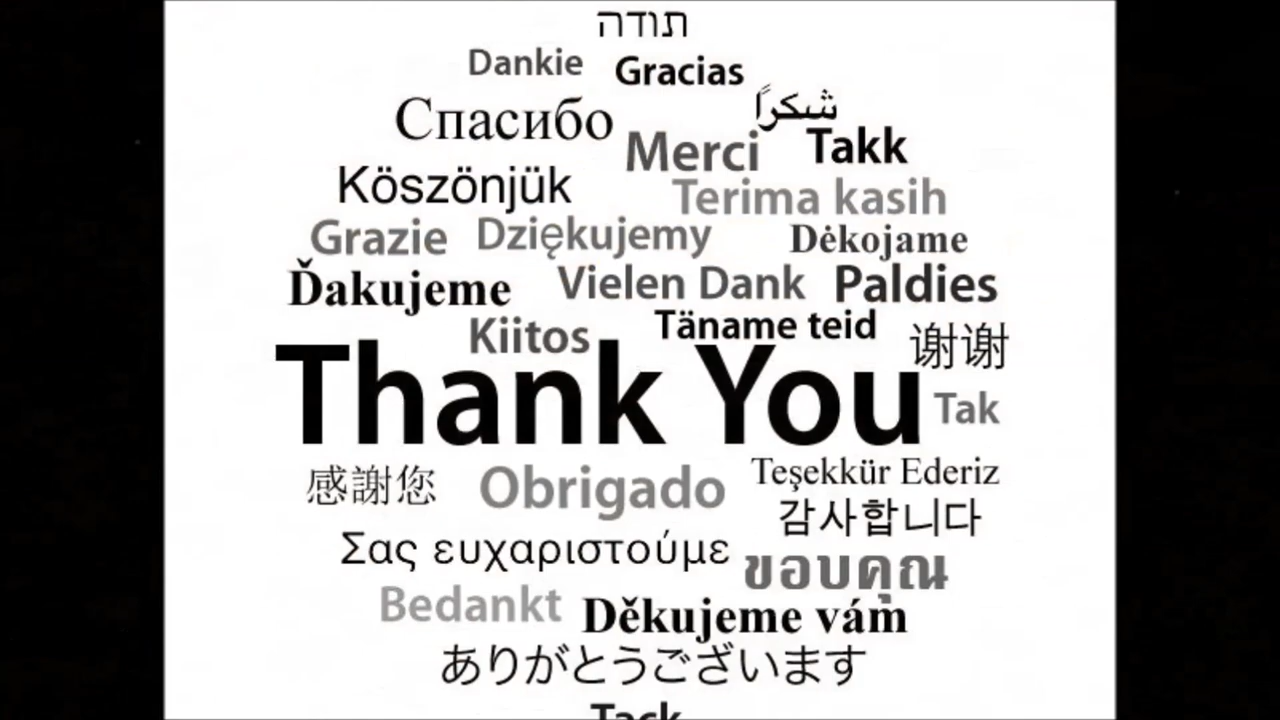 תודה
Dankie Gracias
Спасибо شكراً
Merci Takk
Köszönjük Terima kasih
Grazie Dziękujemy Dėkojame
Ďakujeme Vielen Dank Paldies
Kiitos Täname teid 谢谢
Thank You Tak
感謝您 Obrigado Teşekkür Ederiz
감사합니다
Σας ευχαριστούμε ขอบคุณ
Bedankt Děkujeme vám
ありがとうございます
Tack